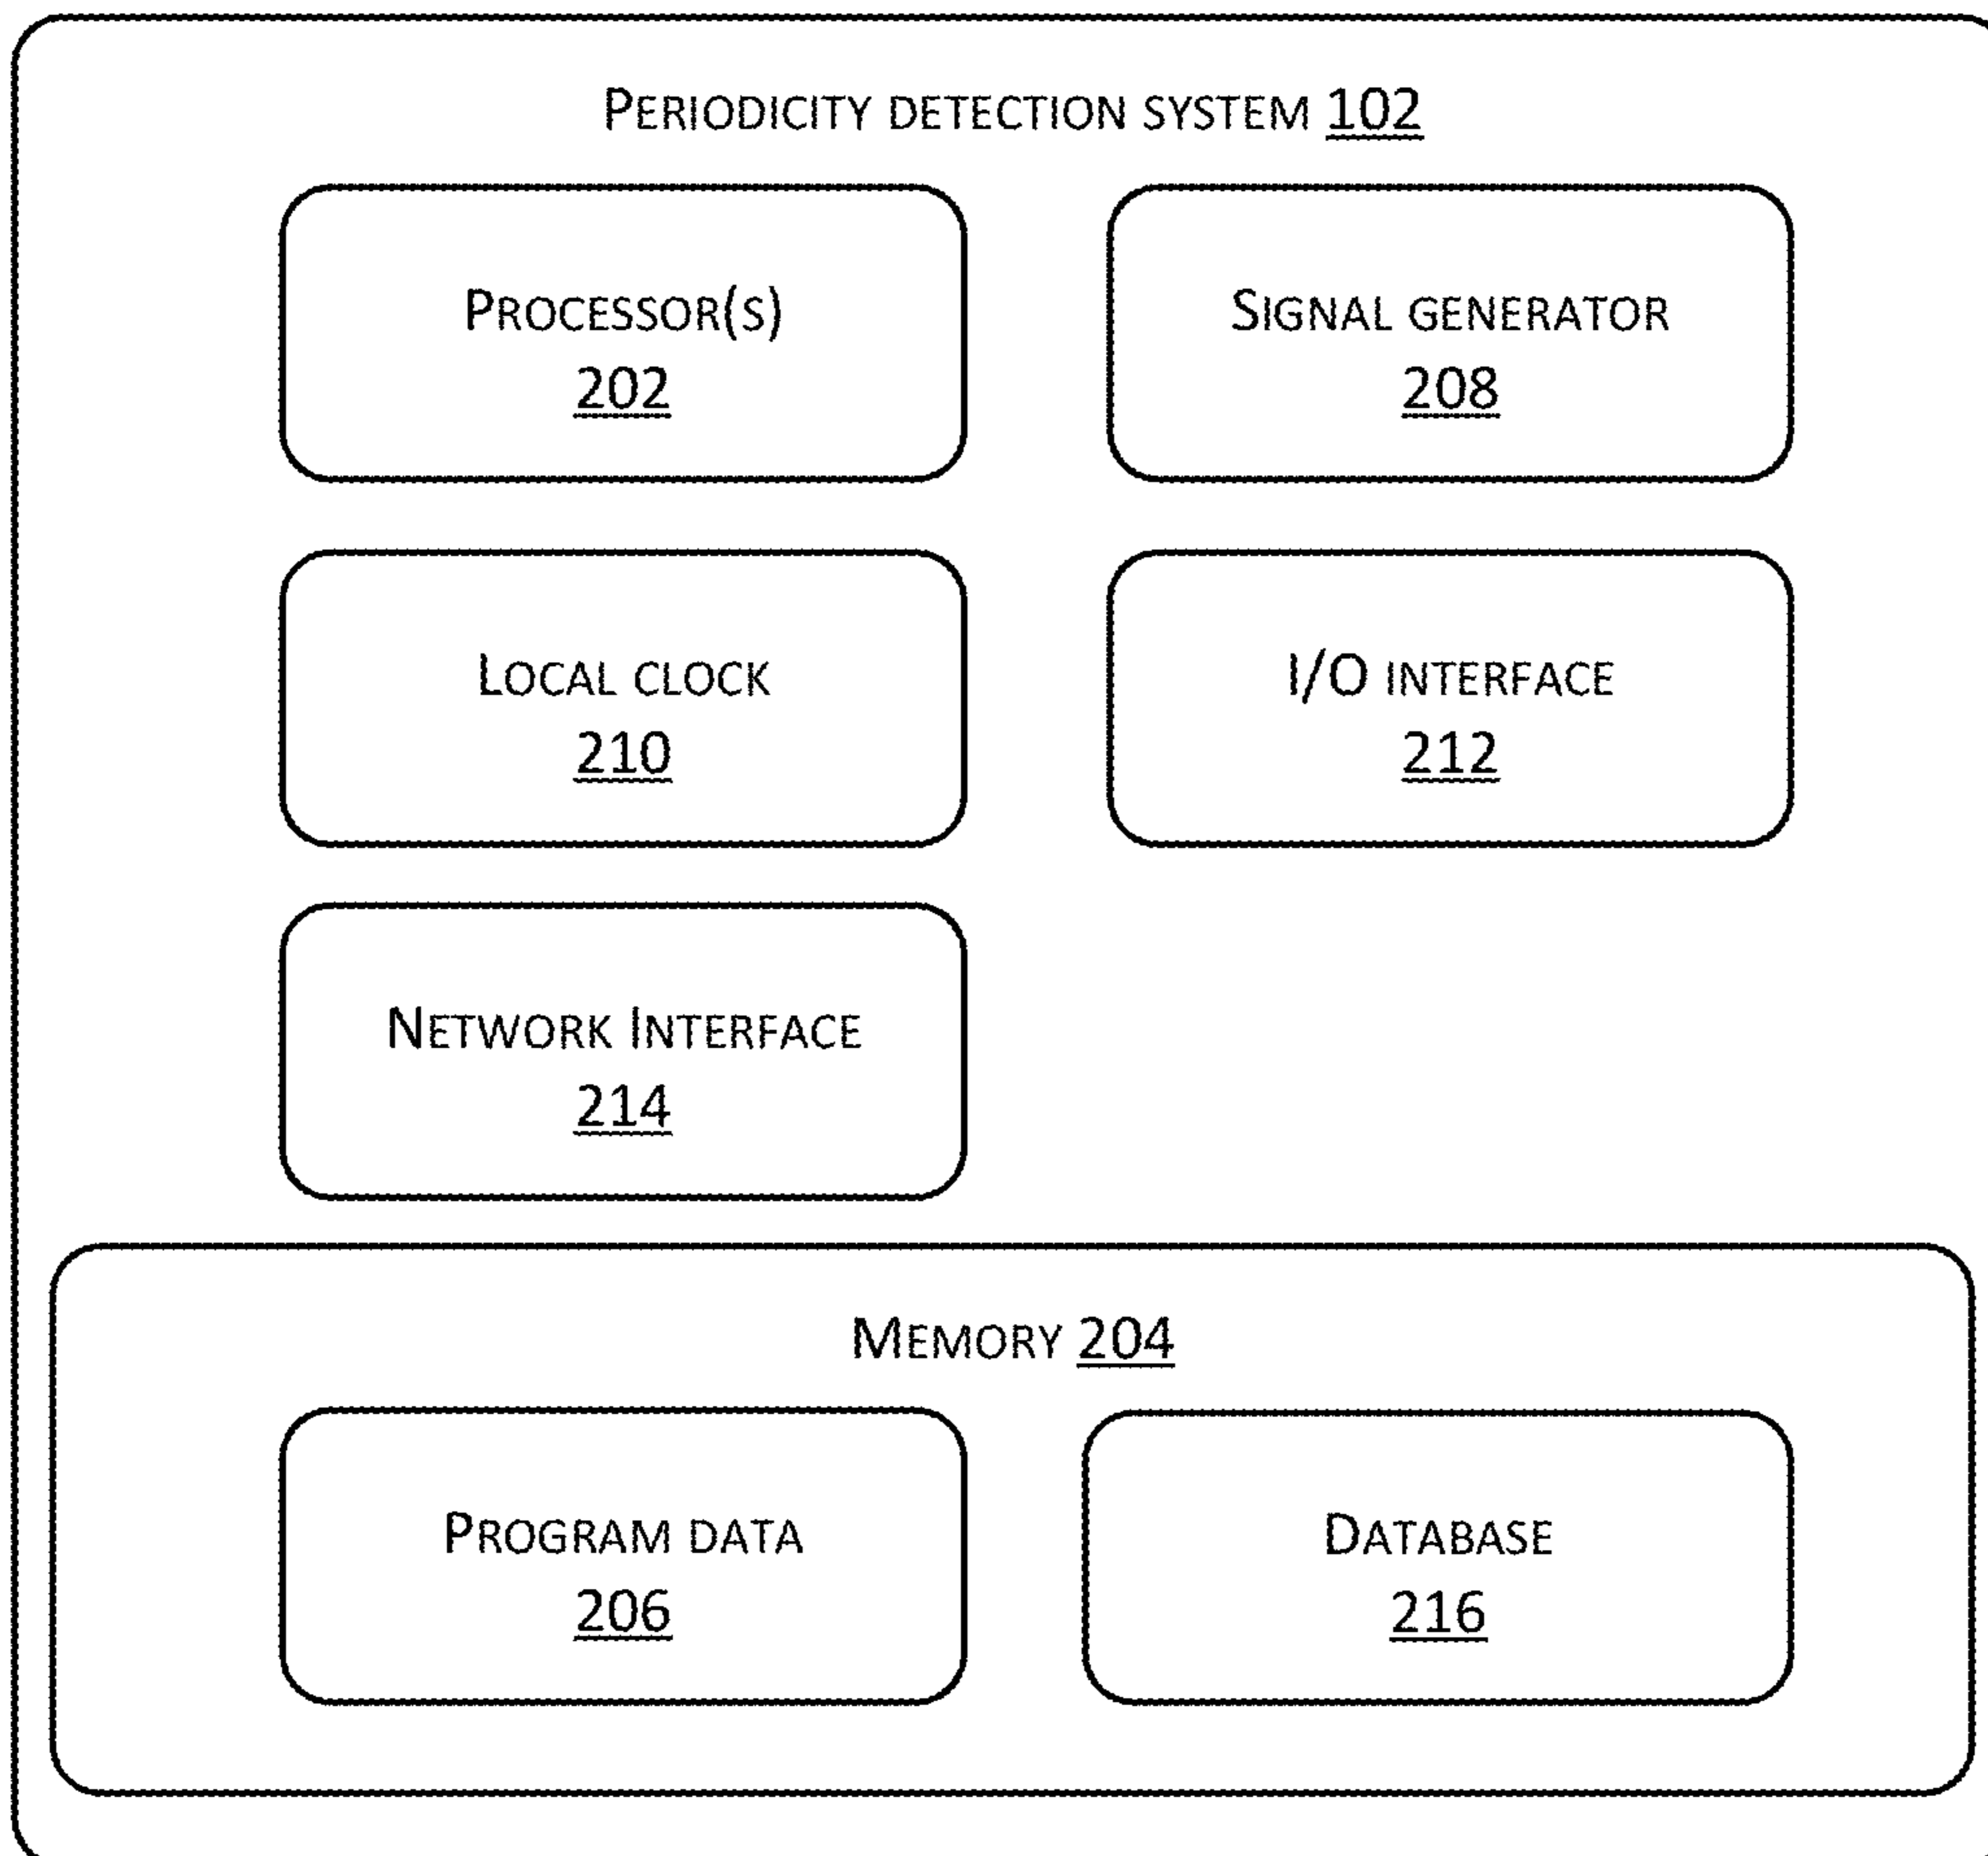 Periodicity detection system 102
Processor(s)
202
Signal generator
208
Local clock
210
I/O interface
212
Network Interface
214
Memory 204
Program data
206
Database
216